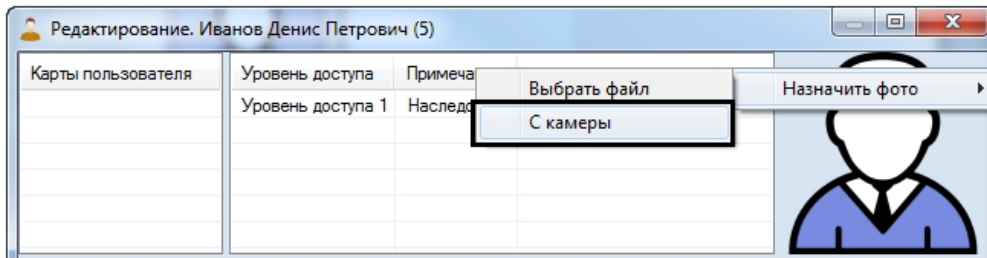 Редактирование. Иванов Денис Петрович (5)
Карты пользователя
Уровень доступа
Уровень доступа 1
Выбрать файл
С камеры
Назначить фото